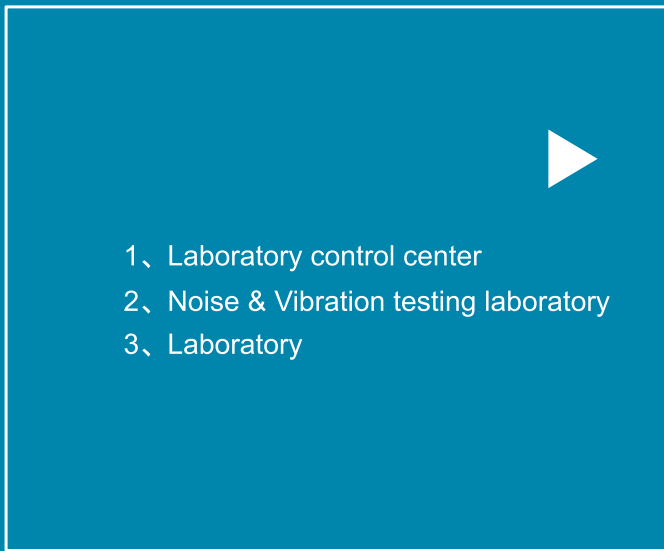 1、Laboratory control center
2、Noise & Vibration testing laboratory
3、Laboratory